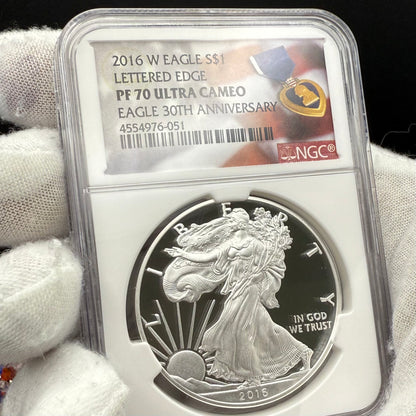 2016 W EAGLE S$1
LETTERED EDGE
PF 70 ULTRA CAMEO
EAGLE 30TH ANNIVERSARY
4554976-051
NGC®
LIBERTY
IN GOD
WE TRUST
2016